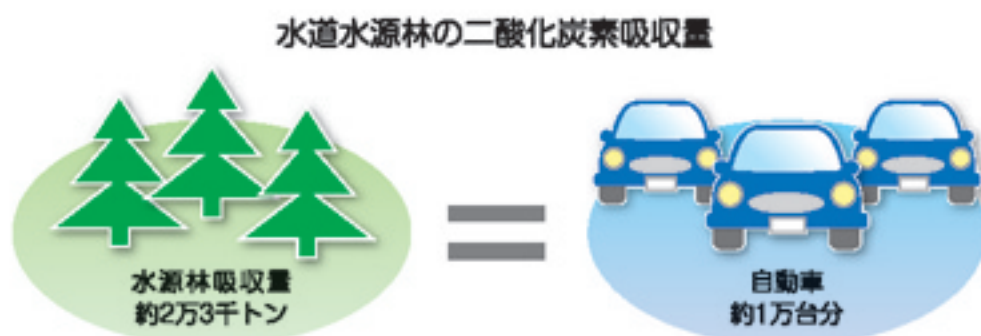 水道水源林の二酸化炭素吸収量
水源林吸収量
約2万3千トン
自動車
約1万台分